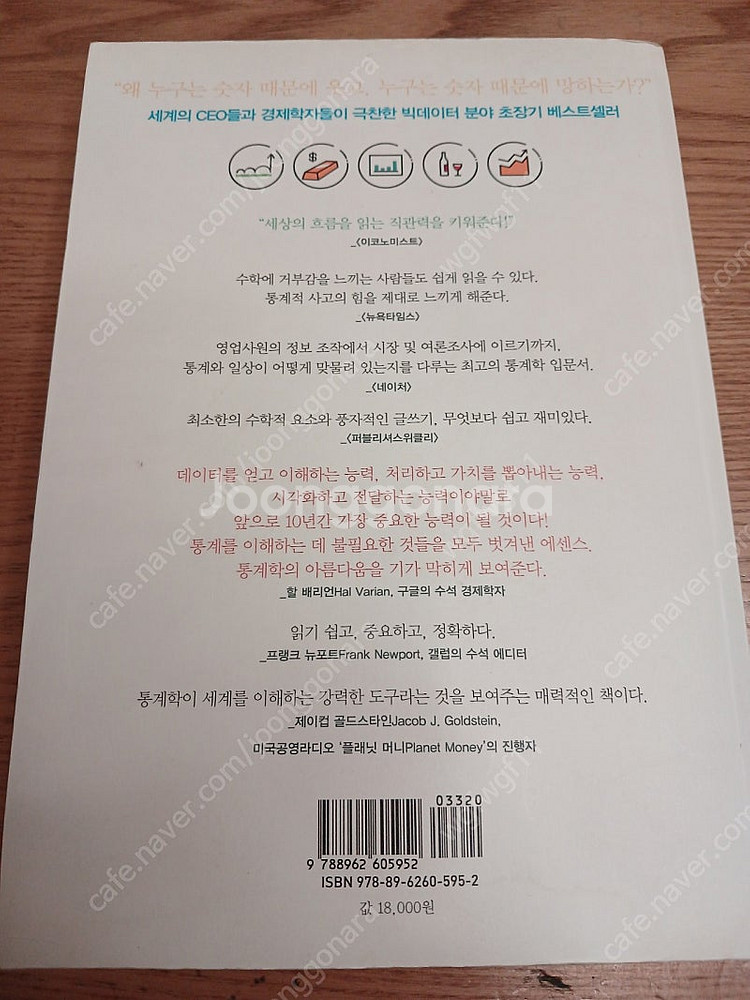 “왜 누구는 숫자 때문에 웃고, 누구는 숫자 때문에 망하는가?”
세계의 CEO들과 경제학자들이 극찬한 빅데이터 분야 초장기 베스트셀러
$
“세상의 흐름을 읽는 직관력을 키워준다!”
_〈이코노미스트〉
수학에 거부감을 느끼는 사람들도 쉽게 읽을 수 있다.
통계적 사고의 힘을 제대로 느끼게 해준다.
_〈뉴욕타임스〉
영업사원의 정보 조작에서 시장 및 여론조사에 이르기까지,
통계와 일상이 어떻게 맞물려 있는지를 다루는 최고의 통계학 입문서.
_〈네이처〉
최소한의 수학적 요소와 풍자적인 글쓰기, 무엇보다 쉽고 재미있다.
_〈퍼블리셔스위클리〉
데이터를 얻고 이해하는 능력, 처리하고 가치를 뽑아내는 능력,
시각화하고 전달하는 능력이야말로
joonggonara
앞으로 10년간 가장 중요한 능력이 될 것이다!
통계를 이해하는 데 불필요한 것들을 모두 벗겨낸 에센스.
통계학의 아름다움을 기가 막히게 보여준다.
_할 배리언Hal Varian, 구글의 수석 경제학자
읽기 쉽고, 중요하고, 정확하다.
_프랭크 뉴포트Frank Newport, 갤럽의 수석 에디터
통계학이 세계를 이해하는 강력한 도구라는 것을 보여주는 매력적인 책이다.
_제이컵 골드스타인Jacob J. Goldstein,
미국공영라디오 ‘플래닛 머니Planet Money’의 진행자
03320
9 788962 605952
ISBN 978-89-6260-595-2
값 18,000원
cafe.naver.com/joonggonara